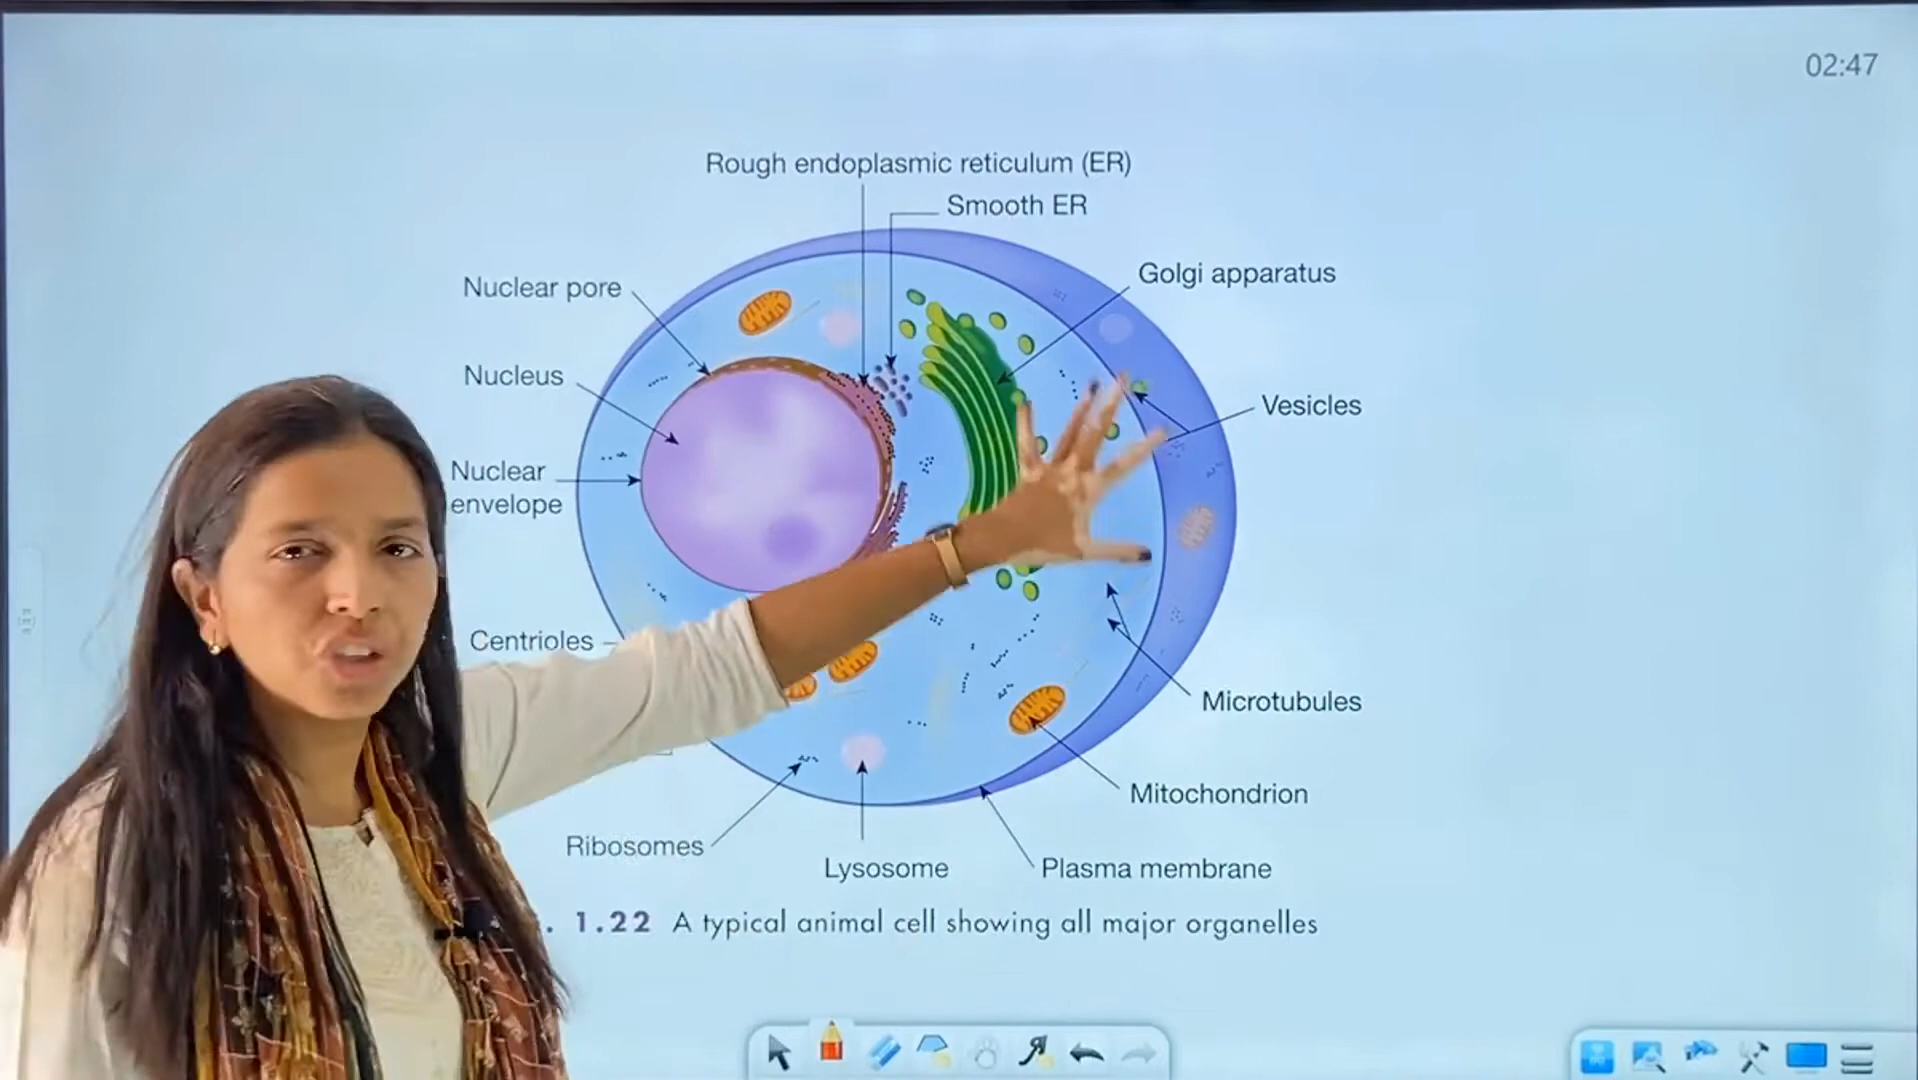 02:47
Rough endoplasmic reticulum (ER)
Smooth ER
Golgi apparatus
Nuclear pore
Nucleus
Vesicles
Nuclear
envelope
Centrioles
Microtubules
Mitochondrion
Ribosomes
Lysosome
Plasma membrane
. 1.22 A typical animal cell showing all major organelles